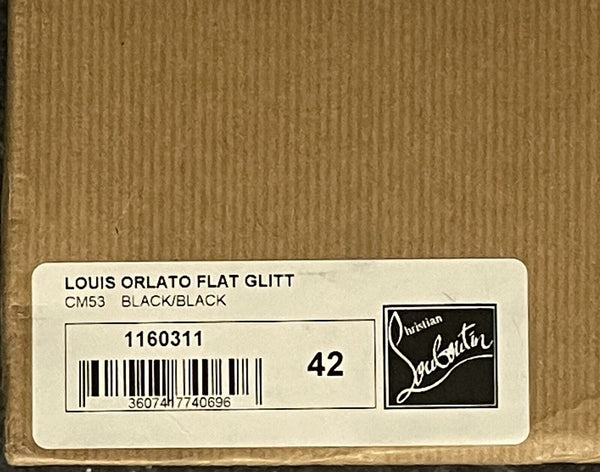 LOUIS ORLATO FLAT GLITT
CM53 BLACK/BLACK
1160311
42
3607417740696
Christian
Louboutin